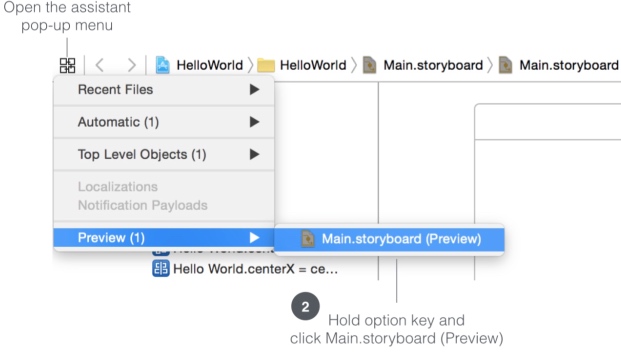 Open the assistant
pop-up menu
HelloWorld HelloWorld Main.storyboard Main.storyboard
Recent Files
Automatic (1)
Top Level Objects (1)
Localizations
Notification Payloads
Preview (1) Main.storyboard (Preview)
Hello World.centerX = ce...
2
Hold option key and
click Main.storyboard (Preview)